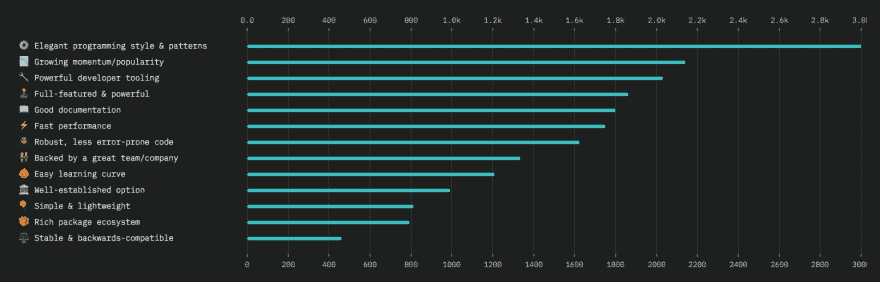 0.0 200 400 600 800 1.0k 1.2k 1.4k 1.6k 1.8k 2.0k 2.2k 2.4k 2.6k 2.8k
Elegant programming style & patterns
Growing momentum/popularity
Powerful developer tooling
Full-featured & powerful
Good documentation
Fast performance
Robust, less error-prone code
Backed by a great team/company
Easy learning curve
Well-established option
Simple & lightweight
Rich package ecosystem
Stable & backwards-compatible
0.0 200 400 600 800 1000 1200 1400 1600 1800 2000 2200 2400 2600 2800